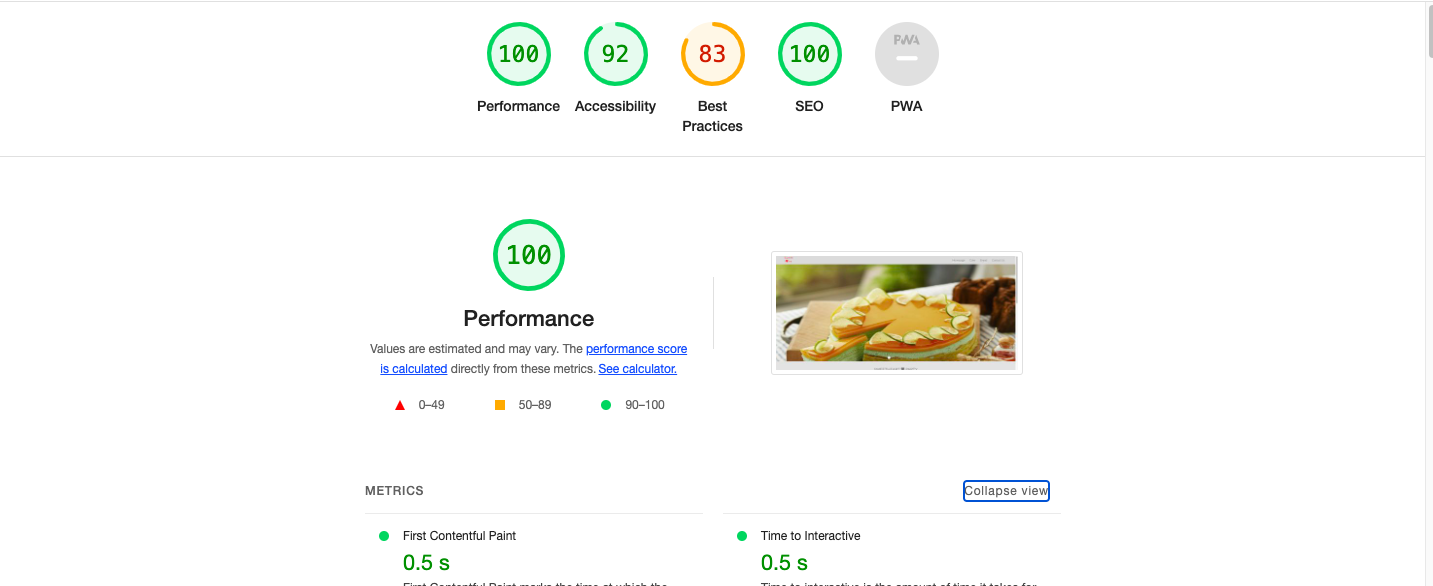 100
92
83
100
PWA
Performance
Accessibility
Best
Practices
SEO
PWA
100
Performance
Values are estimated and may vary. The performance score
is calculated directly from these metrics. See calculator.
0–49
50–89
90–100
METRICS
Collapse view
First Contentful Paint
0.5 s
First Contentful Paint marks the time at which the
Time to Interactive
0.5 s
Time to interactive is the amount of time it takes for